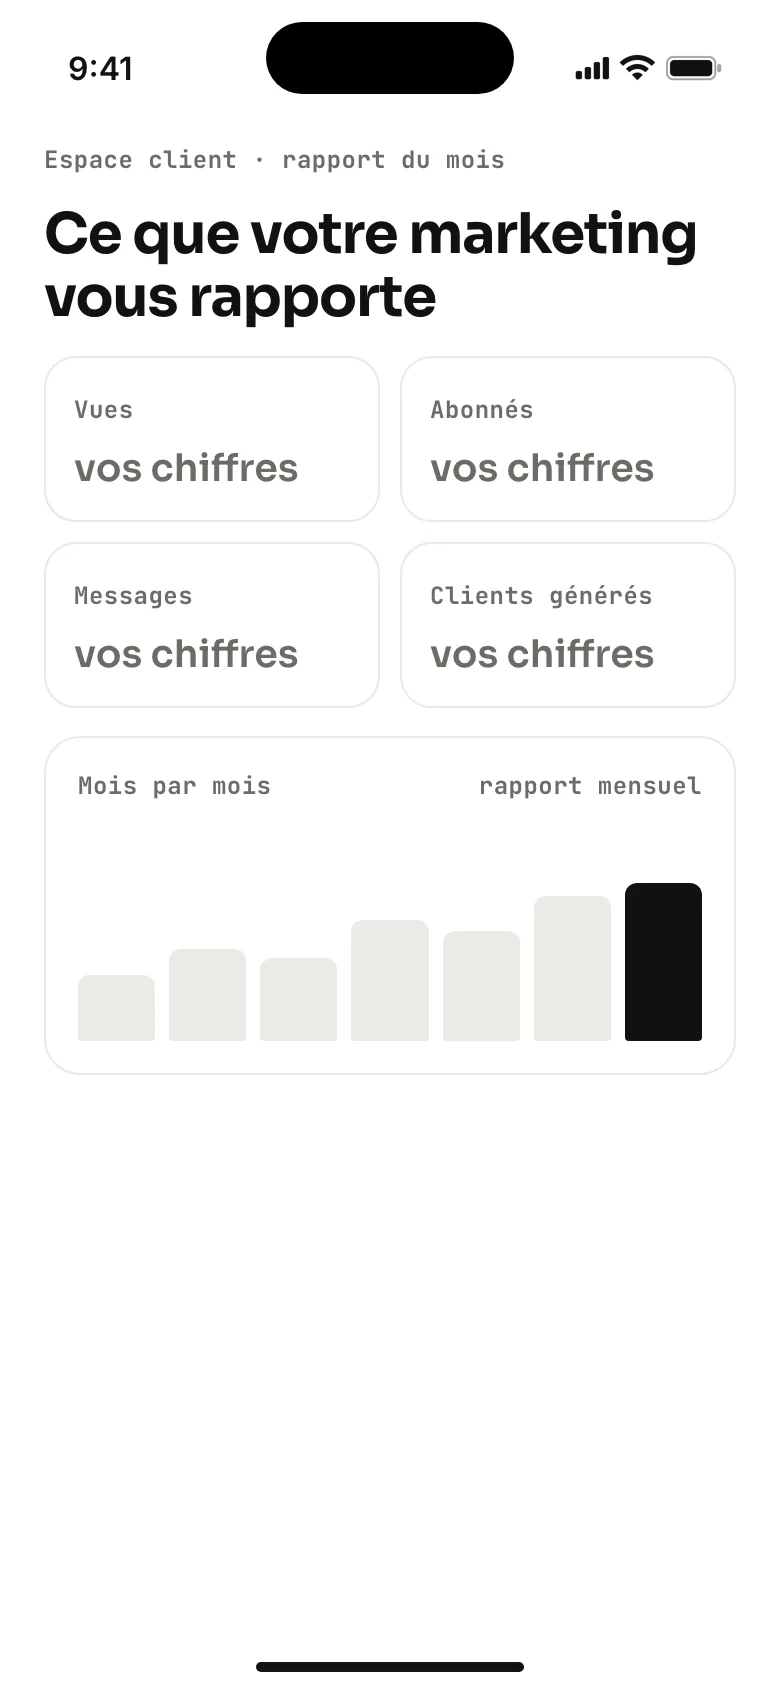 9:41
Espace client · rapport du mois
Ce que votre marketing
vous rapporte
Vues
vos chiffres
Abonnés
vos chiffres
Messages
vos chiffres
Clients générés
vos chiffres
Mois par mois
rapport mensuel